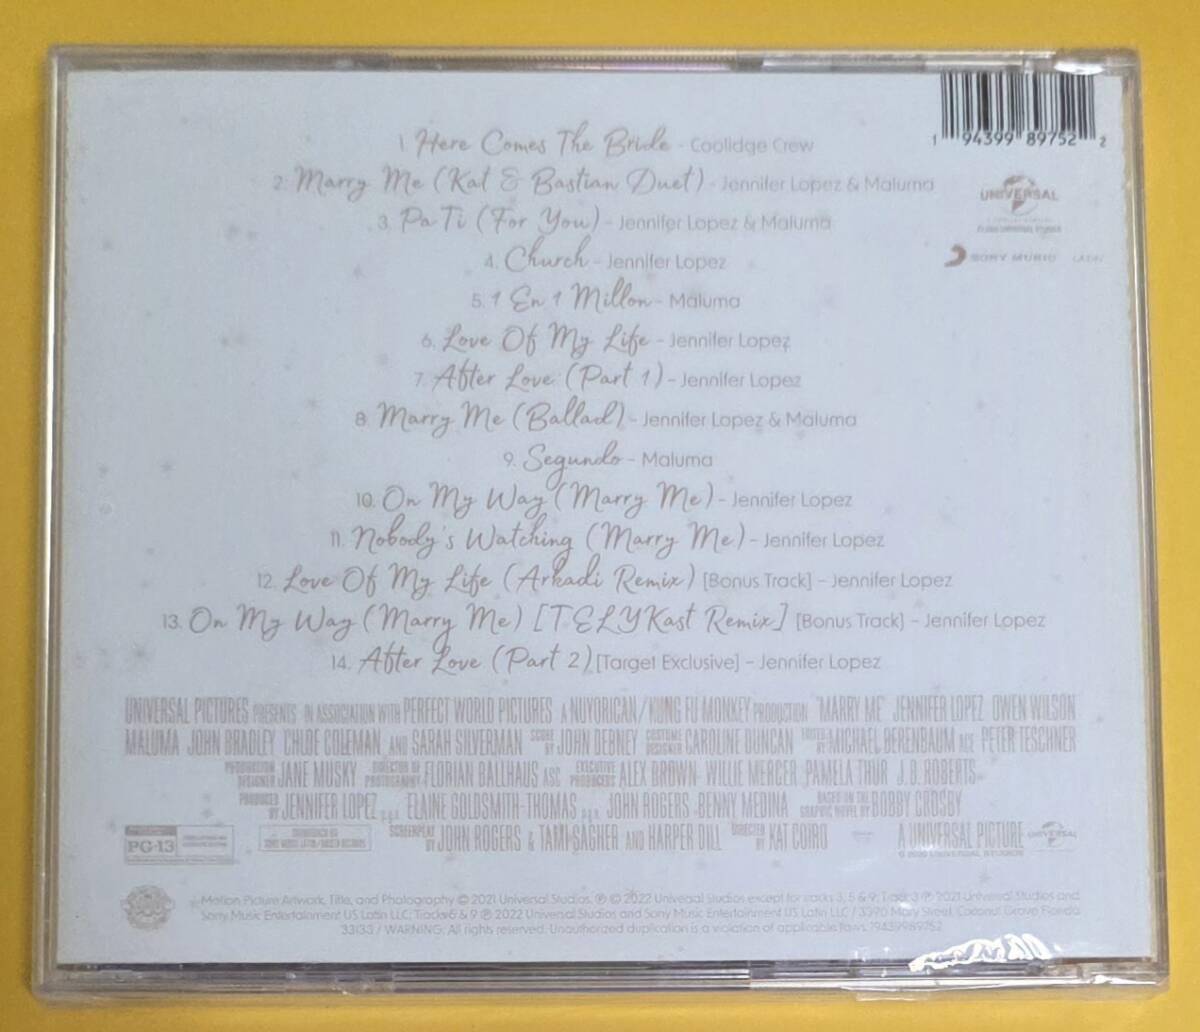 1 94399 89752 2
1. Here Comes The Bride - Coolidge Crew
2. Marry Me (Kat & Bastian Duet) - Jennifer Lopez & Maluma
3. Pa Ti (For You) - Jennifer Lopez & Maluma
4. Church - Jennifer Lopez
5. 1 En 1 Millon - Maluma
6. Love Of My Life - Jennifer Lopez
7. After Love (Part 1) - Jennifer Lopez
8. Marry Me (Ballad) - Jennifer Lopez & Maluma
9. Segundo - Maluma
10. On My Way (Marry Me) - Jennifer Lopez
11. Nobody's Watching (Marry Me) - Jennifer Lopez
12. Love Of My Life (Arkadi Remix) [Bonus Track] - Jennifer Lopez
13. On My Way (Marry Me) [TELYKast Remix] [Bonus Track] - Jennifer Lopez
14. After Love (Part 2) [Target Exclusive] - Jennifer Lopez
UNIVERSAL
SONY MUSIC LATIN
UNIVERSAL PICTURES PRESENTS IN ASSOCIATION WITH PERFECT WORLD PICTURES A NUYORICAN/KUNG FU MONKEY PRODUCTION "MARRY ME" JENNIFER LOPEZ OWEN WILSON
MALUMA JOHN BRADLEY CHLOE COLEMAN AND SARAH SILVERMAN SCORE BY JOHN DEBNEY COSTUME DESIGNER CAROLINE DUNCAN EDITED BY MICHAEL BERENBAUM ACE PETER TESCHNER
PRODUCTION DESIGNER JANE MUSKY DIRECTOR OF PHOTOGRAPHY FLORIAN BALLHAUS ASC EXECUTIVE PRODUCERS ALEX BROWN WILLIE MERCER PAMELA THUR J.B. ROBERTS
PRODUCED BY JENNIFER LOPEZ p.g.a. ELAINE GOLDSMITH-THOMAS p.g.a. JOHN ROGERS BENNY MEDINA BASED ON THE GRAPHIC NOVEL BY BOBBY CROSBY
PG-13 SCREENPLAY BY JOHN ROGERS & TAMI SAGHER AND HARPER DILL DIRECTED BY KAT COIRO A UNIVERSAL PICTURE UNIVERSAL
Motion Picture Artwork, Title, and Photography © 2021 Universal Studios. ℗ © 2022 Universal Studios except for tracks 3, 5 & 9; Track 3 ℗ 2021 Universal Studios and
Sony Music Entertainment US Latin LLC; Tracks 5 & 9 ℗ 2022 Universal Studios and Sony Music Entertainment US Latin LLC / 3390 Mary Street, Coconut Grove Florida
33133 / WARNING: All rights reserved. Unauthorized duplication is a violation of applicable laws. 19439989752